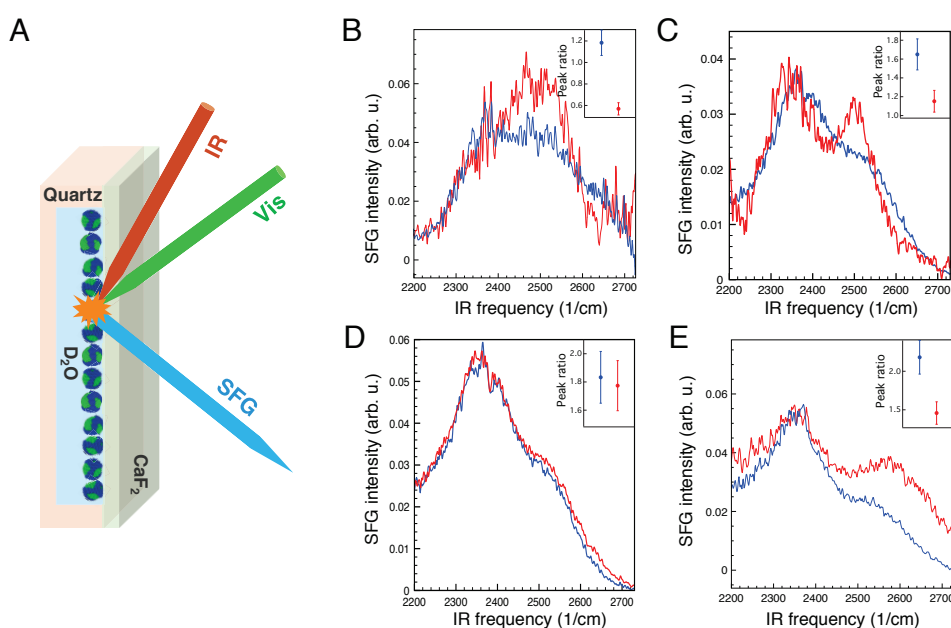 A
Quartz
IR
Vis
D2O
SFG
CaF2
B
SFG intensity (arb. u.)
0.06
0.04
0.02
0
2200 2300 2400 2500 2600 2700
IR frequency (1/cm)
Peak ratio
1.2
1.0
0.8
0.6
C
SFG intensity (arb. u.)
0.04
0.03
0.02
0.01
2200 2300 2400 2500 2600 2700
IR frequency (1/cm)
Peak ratio
1.8
1.6
1.4
1.2
1.0
D
SFG intensity (arb. u.)
0.06
0.05
0.04
0.03
0.02
0.01
0
2200 2300 2400 2500 2600 2700
IR frequency (1/cm)
Peak ratio
2.0
1.8
1.6
E
SFG intensity (arb. u.)
0.06
0.04
0.02
0
2200 2300 2400 2500 2600 2700
IR frequency (1/cm)
Peak ratio
2.0
1.5